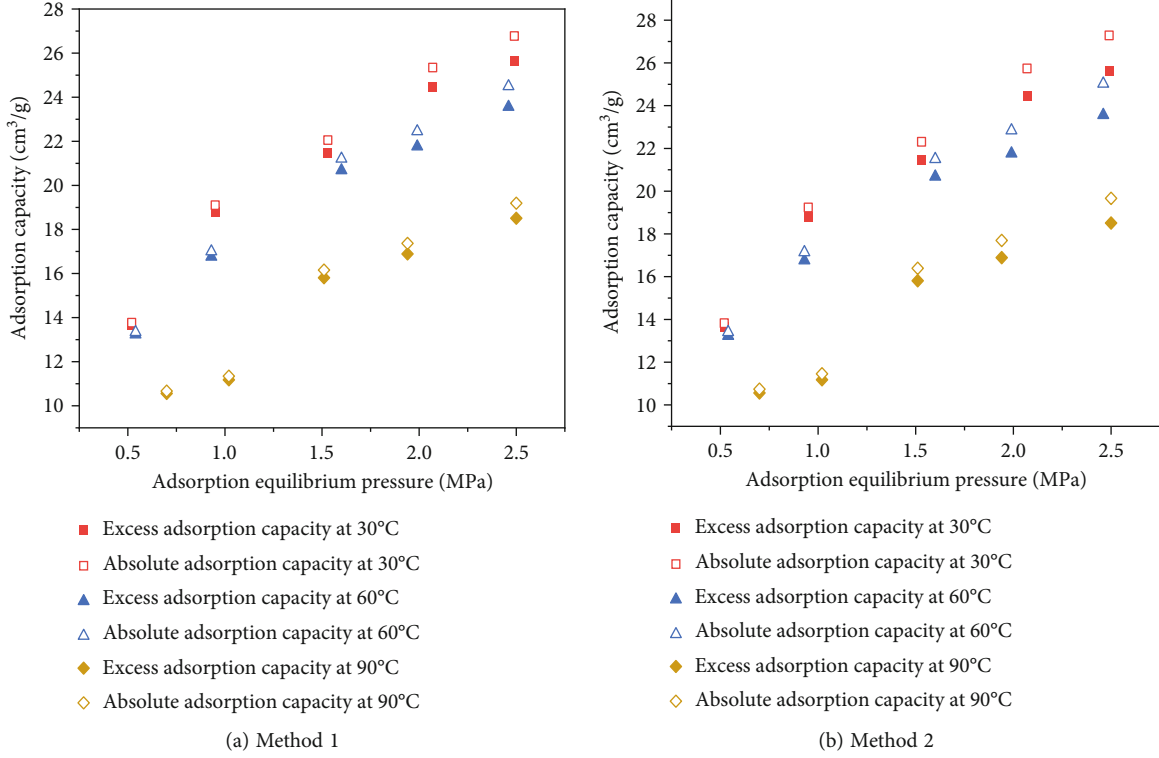 28
26
24
22
20
18
16
14
12
10
0.5 1.0 1.5 2.0 2.5
Adsorption capacity (cm³/g)
Adsorption equilibrium pressure (MPa)
Excess adsorption capacity at 30°C
Absolute adsorption capacity at 30°C
Excess adsorption capacity at 60°C
Absolute adsorption capacity at 60°C
Excess adsorption capacity at 90°C
Absolute adsorption capacity at 90°C
(a) Method 1
28
26
24
22
20
18
16
14
12
10
0.5 1.0 1.5 2.0 2.5
Adsorption capacity (cm³/g)
Adsorption equilibrium pressure (MPa)
Excess adsorption capacity at 30°C
Absolute adsorption capacity at 30°C
Excess adsorption capacity at 60°C
Absolute adsorption capacity at 60°C
Excess adsorption capacity at 90°C
Absolute adsorption capacity at 90°C
(b) Method 2